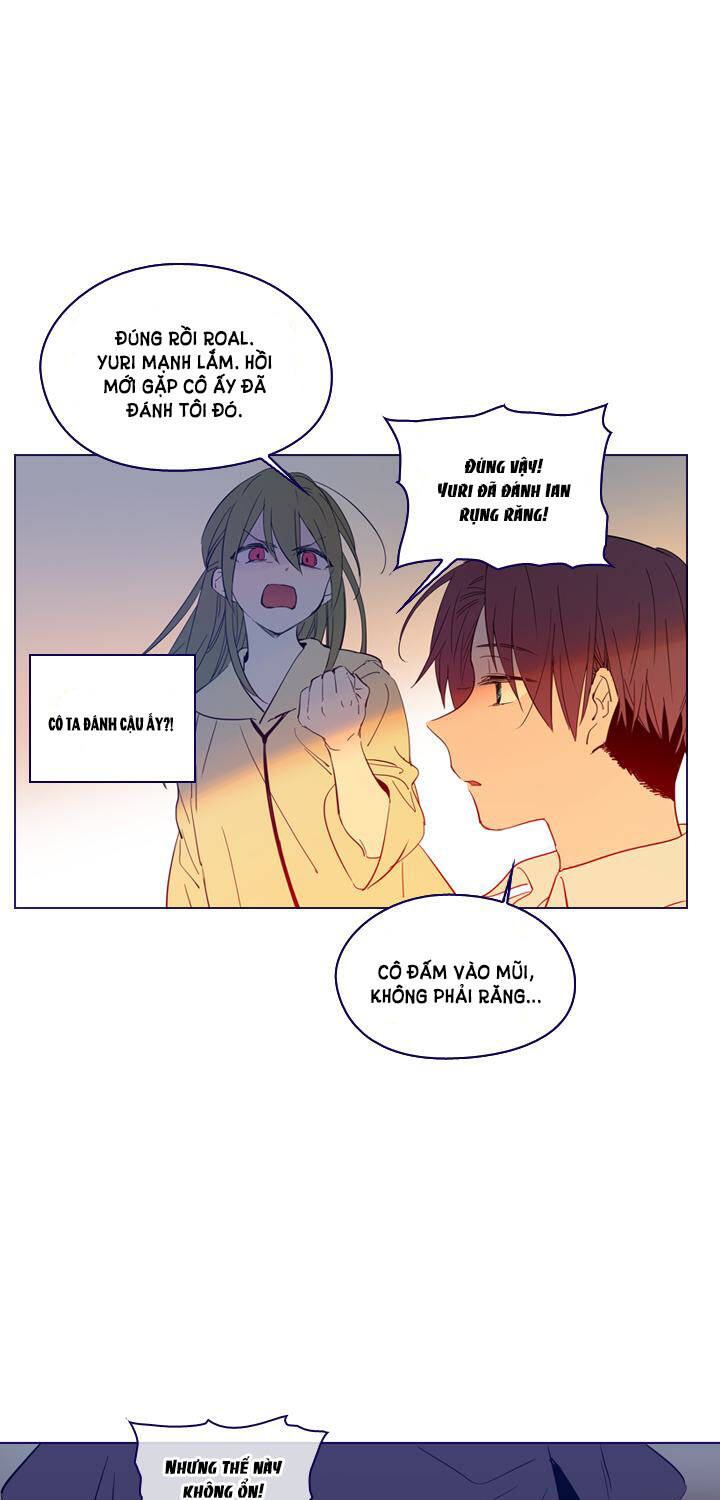 ĐÚNG RỒI ROAL.
YURI MẠNH LẮM. HỒI
MỚI GẶP CÔ ẤY ĐÃ
ĐÁNH TÔI ĐÓ.
ĐÚNG VẬY!
YURI ĐÃ ĐÁNH IAN
RỤNG RĂNG!
CÔ TA ĐÁNH CẬU ẤY?!
CÔ ĐẤM VÀO MŨI,
KHÔNG PHẢI RĂNG...
NHƯNG THẾ NÀY
KHÔNG ỔN!